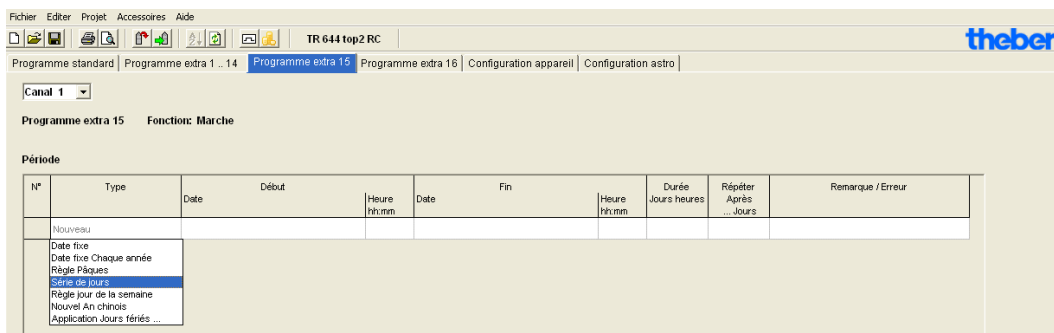 Fichier Editer Projet Accessoires Aide
TR 644 top2 RC
theben
Programme standard Programme extra 1 .. 14 Programme extra 15 Programme extra 16 Configuration appareil Configuration astro
Canal 1
Programme extra 15 Fonction: Marche
Période
N° Type Début Fin Durée Répéter Remarque / Erreur
Date Heure Date Heure Jours heures Après
hh:mm hh:mm ... Jours
Nouveau
Date fixe
Date fixe Chaque année
Règle Pâques
Série de jours
Règle jour de la semaine
Nouvel An chinois
Application Jours fériés ...